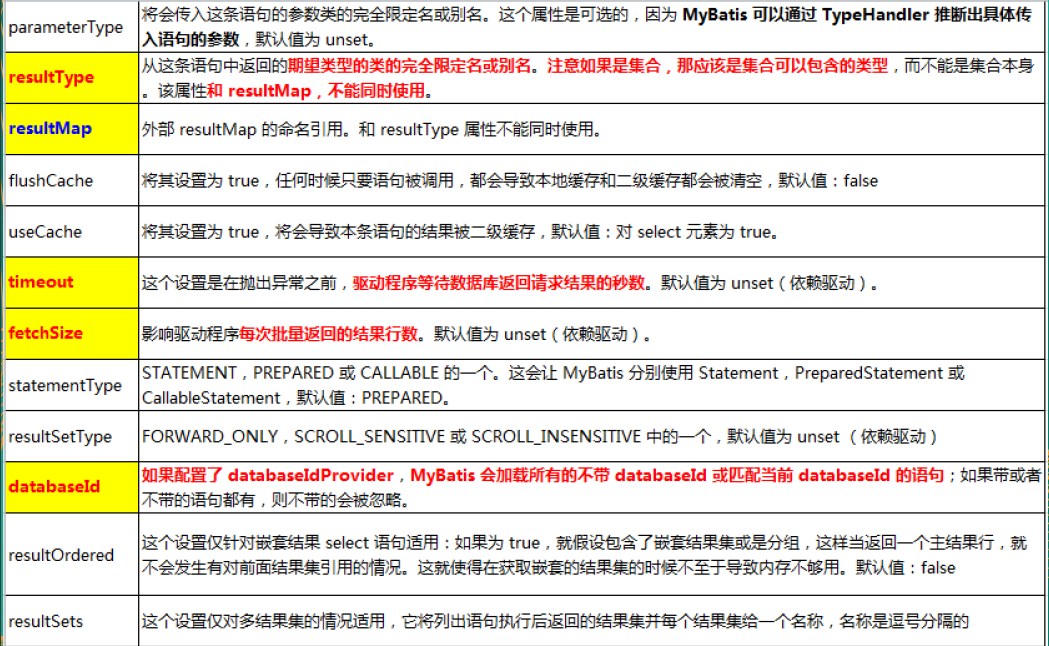 parameterType
将会传入这条语句的参数类的完全限定名或别名。这个属性是可选的，因为 MyBatis 可以通过 TypeHandler 推断出具体传
入语句的参数，默认值为 unset。
resultType
从这条语句中返回的期望类型的类的完全限定名或别名。注意如果是集合，那应该是集合可以包含的类型，而不能是集合本身
。该属性和 resultMap，不能同时使用。
resultMap
外部 resultMap 的命名引用。和 resultType 属性不能同时使用。
flushCache
将其设置为 true，任何时候只要语句被调用，都会导致本地缓存和二级缓存都会被清空，默认值：false
useCache
将其设置为 true，将会导致本条语句的结果被二级缓存，默认值：对 select 元素为 true。
timeout
这个设置是在抛出异常之前，驱动程序等待数据库返回请求结果的秒数。默认值为 unset（依赖驱动）。
fetchSize
影响驱动程序每次批量返回的结果行数。默认值为 unset（依赖驱动）。
statementType
STATEMENT，PREPARED 或 CALLABLE 的一个。这会让 MyBatis 分别使用 Statement，PreparedStatement 或
CallableStatement，默认值：PREPARED。
resultSetType
FORWARD_ONLY，SCROLL_SENSITIVE 或 SCROLL_INSENSITIVE 中的一个，默认值为 unset （依赖驱动）
databaseId
如果配置了 databaseIdProvider，MyBatis 会加载所有的不带 databaseId 或匹配当前 databaseId 的语句；如果带或者
不带的语句都有，则不带的会被忽略。
resultOrdered
这个设置仅针对嵌套结果 select 语句适用：如果为 true，就假设包含了嵌套结果集或是分组，这样当返回一个主结果行，就
不会发生有对前面结果集引用的情况。这就使得在获取嵌套的结果集的时候不至于导致内存不够用。默认值：false
resultSets
这个设置仅对多结果集的情况适用，它将列出语句执行后返回的结果集并每个结果集给一个名称，名称是逗号分隔的